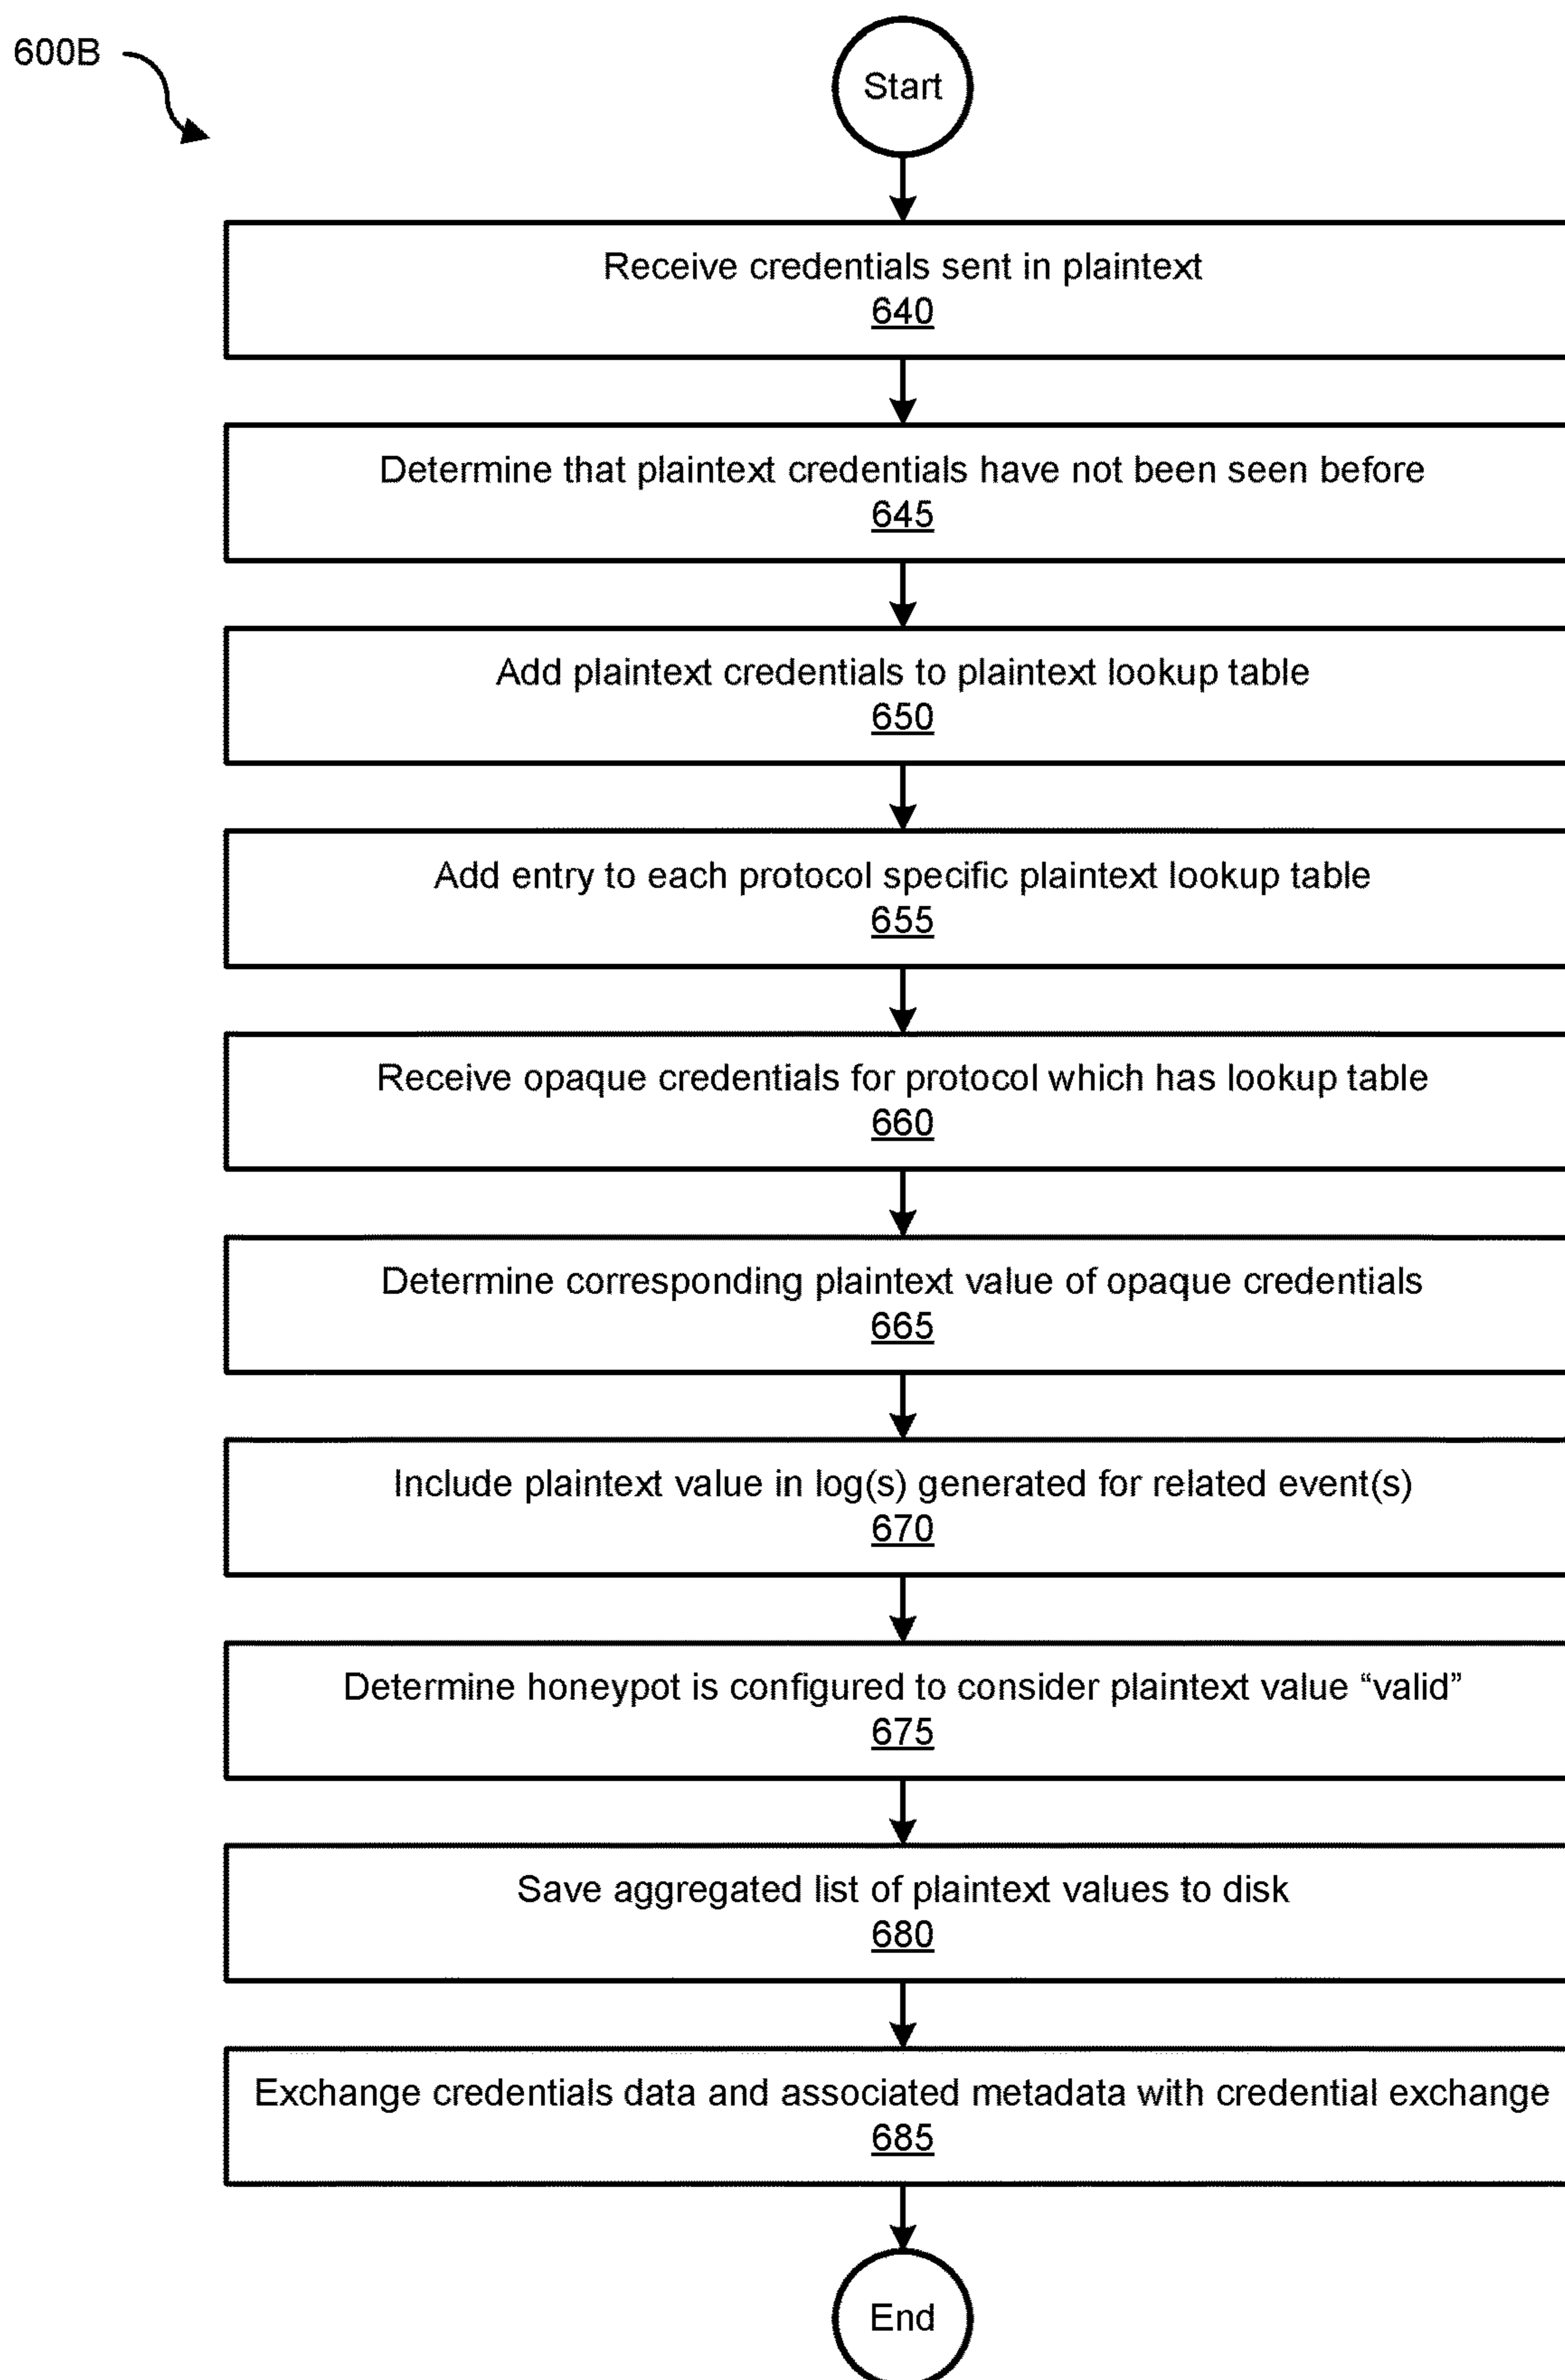 600B
Start
Receive credentials sent in plaintext
640
Determine that plaintext credentials have not been seen before
645
Add plaintext credentials to plaintext lookup table
650
Add entry to each protocol specific plaintext lookup table
655
Receive opaque credentials for protocol which has lookup table
660
Determine corresponding plaintext value of opaque credentials
665
Include plaintext value in log(s) generated for related event(s)
670
Determine honeypot is configured to consider plaintext value “valid”
675
Save aggregated list of plaintext values to disk
680
Exchange credentials data and associated metadata with credential exchange
685
End